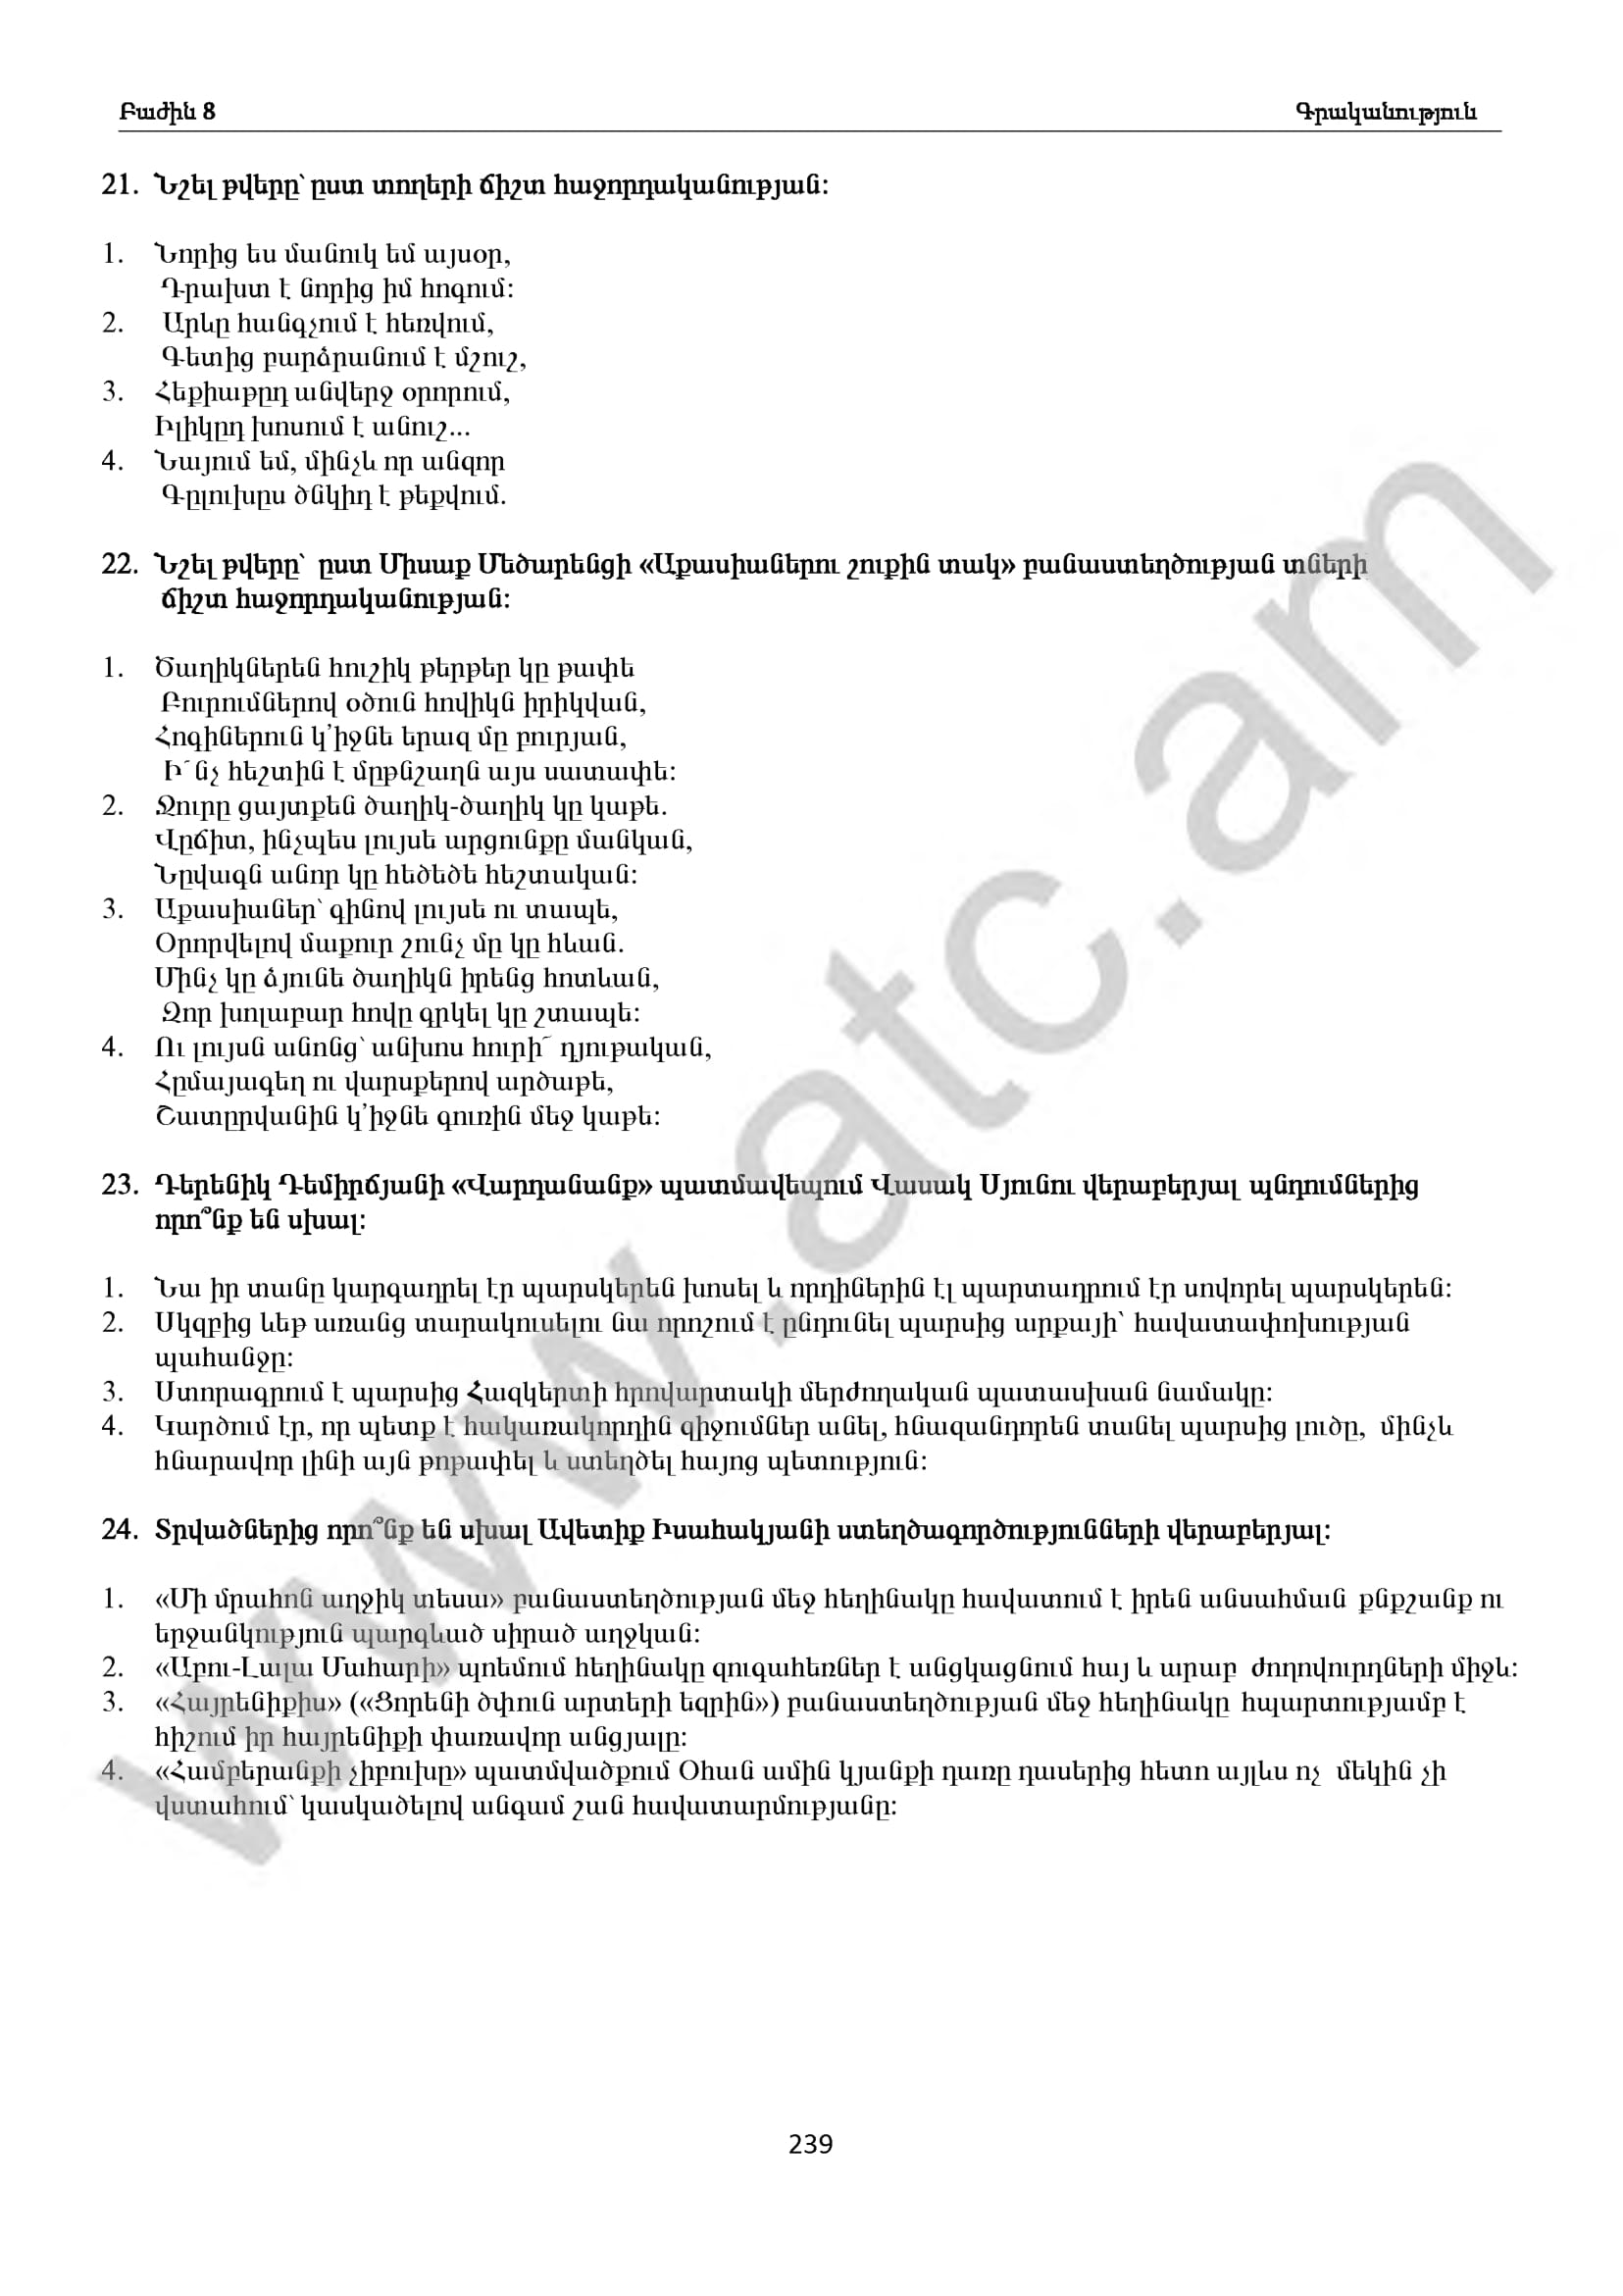 Բաժին 8
Գրականություն
21. Նշել թվերը՝ ըստ տողերի ճիշտ հաջորդականության:
1. Նորից ես մանուկ եմ այսօր,
Դրախտ է նորից իմ հոգում:
2. Արևը հանգչում է հեռվում,
Գետից բարձրանում է մշուշ,
3. Հեքիաթըդ անվերջ օրորում,
Իլիկըդ խոսում է անուշ...
4. Նայում եմ, մինչև որ անզոր
Գըլուխըս ծնկիդ է թեքվում.
22. Նշել թվերը՝ ըստ Միսաք Մեծարենցի «Աքասիաներու շուքին տակ» բանաստեղծության տների
ճիշտ հաջորդականության:
1. Ծաղիկներեն հուշիկ թերթեր կը թափե
Բուրումներով օծուն հովիկն իրիկվան,
Հոգիներուն կ՚իջնե երազ մը բուրյան,
Ի՜նչ հեշտին է մըթնշաղն այս սատափե:
2. Ջուրը ցայտքեն ծաղիկ-ծաղիկ կը կաթե.
Վըճիտ, ինչպես լույսե արցունքը մանկան,
Նըվագն անոր կը հեծեծե հեշտական:
3. Աքասիաներ՝ գինով լույսե ու տապե,
Օրորվելով մաքուր շունչ մը կը հևան.
Մինչ կը ձյունե ծաղիկն իրենց հոտևան,
Զոր խոլաբար հովը գրկել կը շտապե:
4. Ու լույսն անոնց՝ անխոս հուրի՜ դյութական,
Հըմայագեղ ու վարսքերով արծաթե,
Շատըրվանին կ՚իջնե գուռին մեջ կաթե:
23. Դերենիկ Դեմիրճյանի «Վարդանանք» պատմավեպում Վասակ Սյունու վերաբերյալ պնդումներից
որո՞նք են սխալ:
1. Նա իր տանը կարգադրել էր պարսկերեն խոսել և որդիներին էլ պարտադրում էր սովորել պարսկերեն:
2. Սկզբից ևեթ առանց տարակուսելու նա որոշում է ընդունել պարսից արքայի՝ հավատափոխության
պահանջը:
3. Ստորագրում է պարսից Հազկերտի հրովարտակի մերժողական պատասխան նամակը:
4. Կարծում էր, որ պետք է հակառակորդին զիջումներ անել, հնազանդորեն տանել պարսից լուծը, մինչև
հնարավոր լինի այն թոթափել և ստեղծել հայոց պետություն:
24. Տրվածներից որո՞նք են սխալ Ավետիք Իսահակյանի ստեղծագործությունների վերաբերյալ:
1. «Մի մրահոն աղջիկ տեսա» բանաստեղծության մեջ հեղինակը հավատում է իրեն անսահման քնքշանք ու
երջանկություն պարգևած սիրած աղջկան:
2. «Աբու-Լալա Մահարի» պոեմում հեղինակը զուգահեռներ է անցկացնում հայ և արաբ ժողովուրդների միջև:
3. «Հայրենիքիս» («Ցորենի ծփուն արտերի եզրին») բանաստեղծության մեջ հեղինակը հպարտությամբ է
հիշում իր հայրենիքի փառավոր անցյալը:
4. «Համբերանքի չիբուխը» պատմվածքում Օհան ամին կյանքի դառը դասերից հետո այլևս ոչ մեկին չի
վստահում՝ կասկածելով անգամ շան հավատարմությանը:
www.atc.am
239